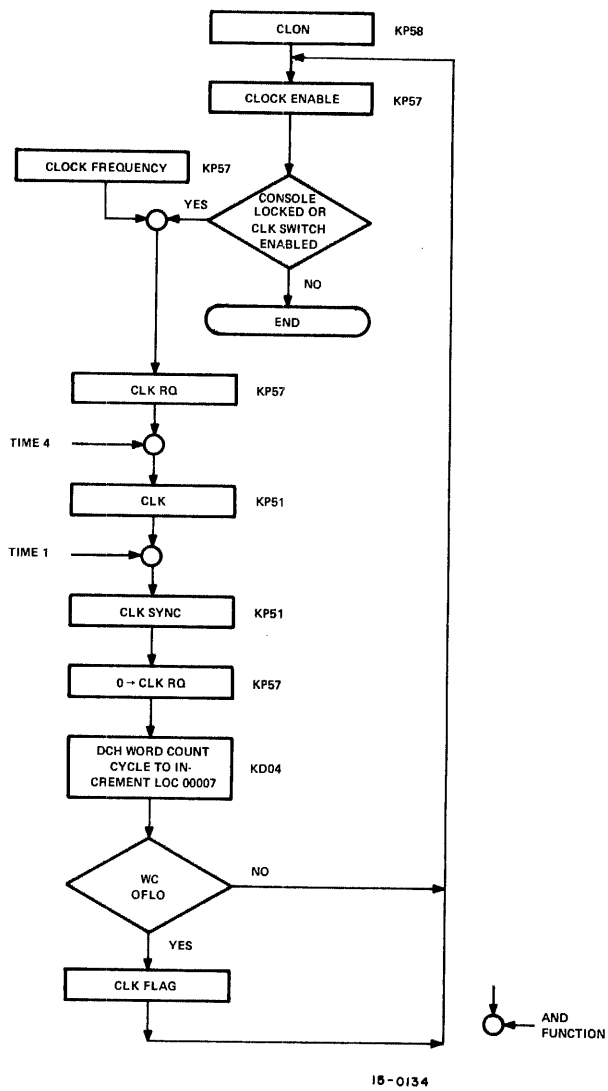 CLON
KP58
CLOCK ENABLE
KP57
CLOCK FREQUENCY
KP57
CONSOLE
LOCKED OR
CLK SWITCH
ENABLED
YES
NO
END
CLK RQ
KP57
TIME 4
CLK
KP51
TIME 1
CLK SYNC
KP51
0 → CLK RQ
KP57
DCH WORD COUNT
CYCLE TO IN-
CREMENT LOC 00007
KD04
WC
OFLO
NO
YES
CLK FLAG
AND
FUNCTION
15-0134